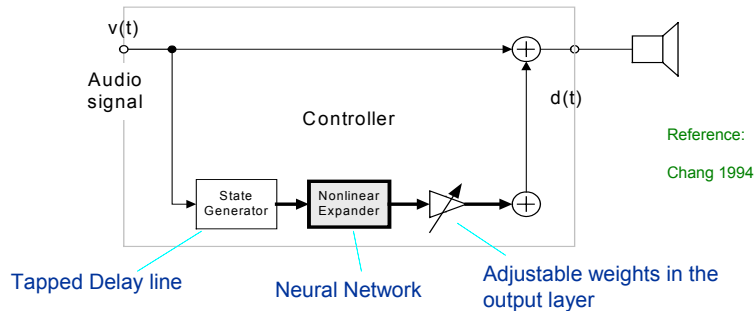 v(t)
Audio
signal
Controller
d(t)
Reference:
Chang 1994
State
Generator
Nonlinear
Expander
Tapped Delay line
Neural Network
Adjustable weights in the
output layer